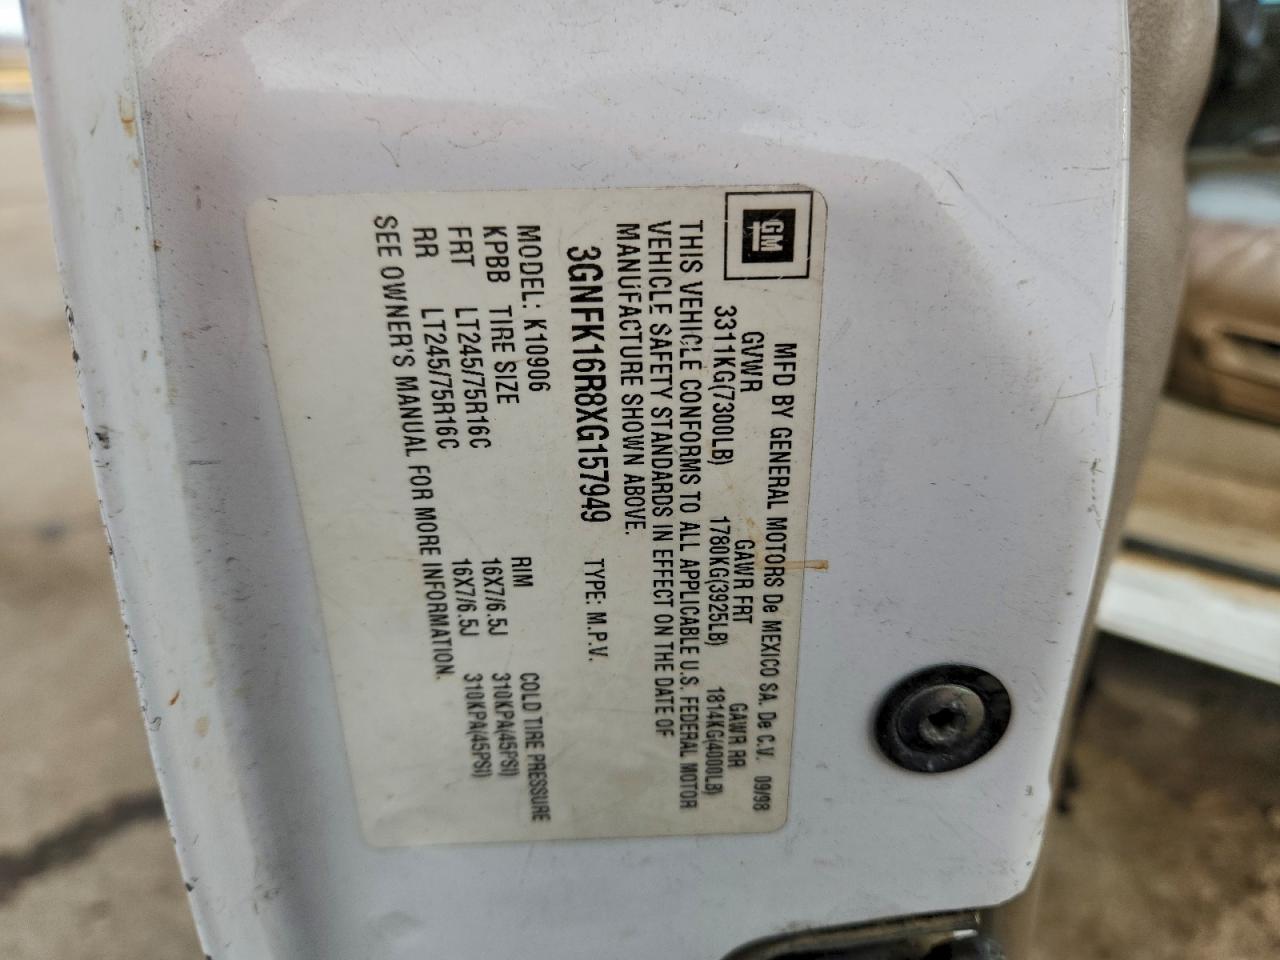 GM
MFD BY GENERAL MOTORS De MEXICO SA. De C.V. 09/98
GVWR GAWR FRT GAWR RR
3311KG(7300LB) 1780KG(3925LB) 1814KG(4000LB)
THIS VEHICLE CONFORMS TO ALL APPLICABLE U.S. FEDERAL MOTOR
VEHICLE SAFETY STANDARDS IN EFFECT ON THE DATE OF
MANUFACTURE SHOWN ABOVE.
3GNFK16R8XG157949 TYPE: M.P.V.
MODEL: K10906
KPBB TIRE SIZE RIM COLD TIRE PRESSURE
FRT LT245/75R16C 16X7/6.5J 310KPA(45PSI)
RR LT245/75R16C 16X7/6.5J 310KPA(45PSI)
SEE OWNER'S MANUAL FOR MORE INFORMATION.